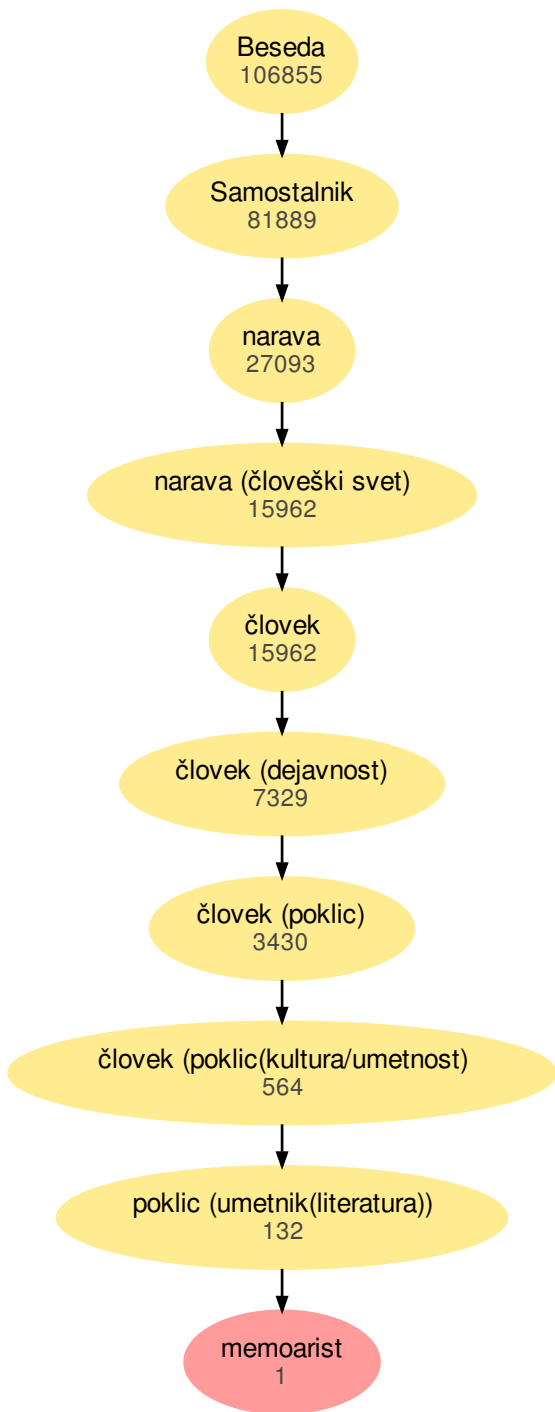 Beseda
106855
Samostalnik
81889
narava
27093
narava (človeški svet)
15962
človek
15962
človek (dejavnost)
7329
človek (poklic)
3430
človek (poklic(kultura/umetnost)
564
poklic (umetnik(literatura))
132
memoarist
1